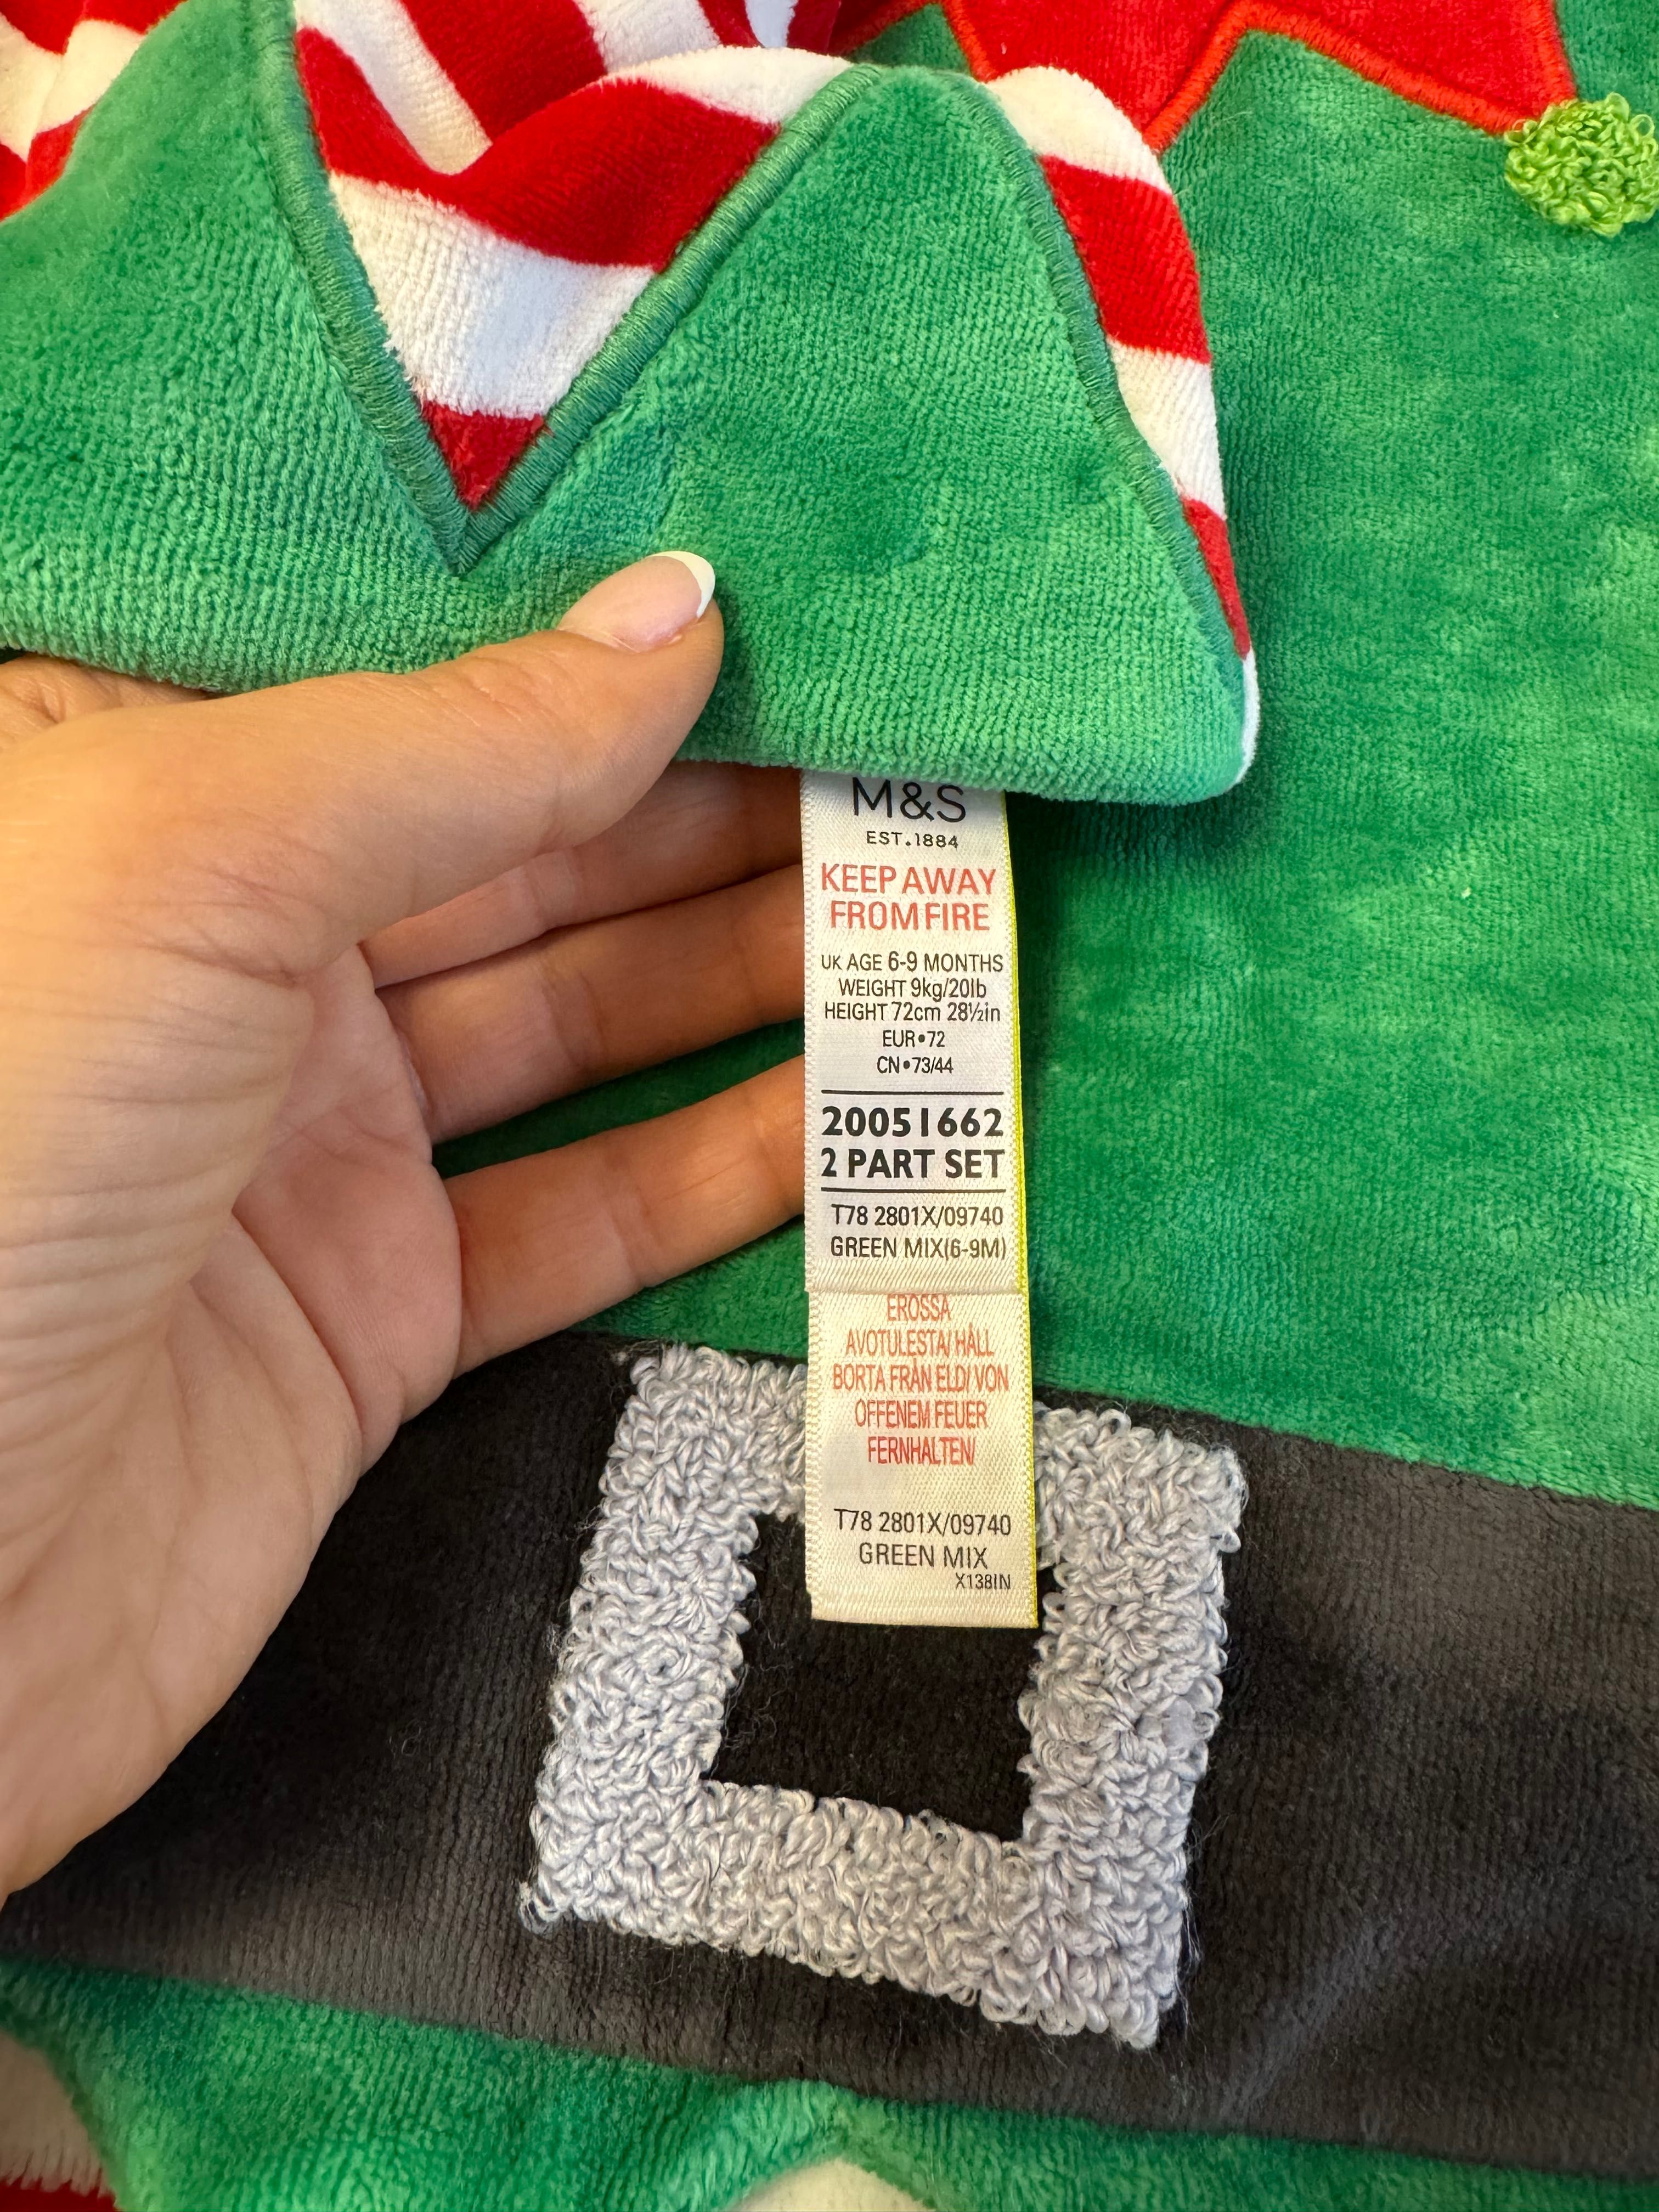 M&S
EST.1884
KEEP AWAY
FROM FIRE
UK AGE 6-9 MONTHS
WEIGHT 9kg/20lb
HEIGHT 72cm 28½in
EUR•72
CN•73/44
20051662
2 PART SET
T78 2801X/09740
GREEN MIX(6-9M)
EROSSA
AVOTULESTA/ HÅLL
BORTA FRÅN ELD/ VON
OFFENEM FEUER
FERNHALTEN/
T78 2801X/09740
GREEN MIX
X138IN